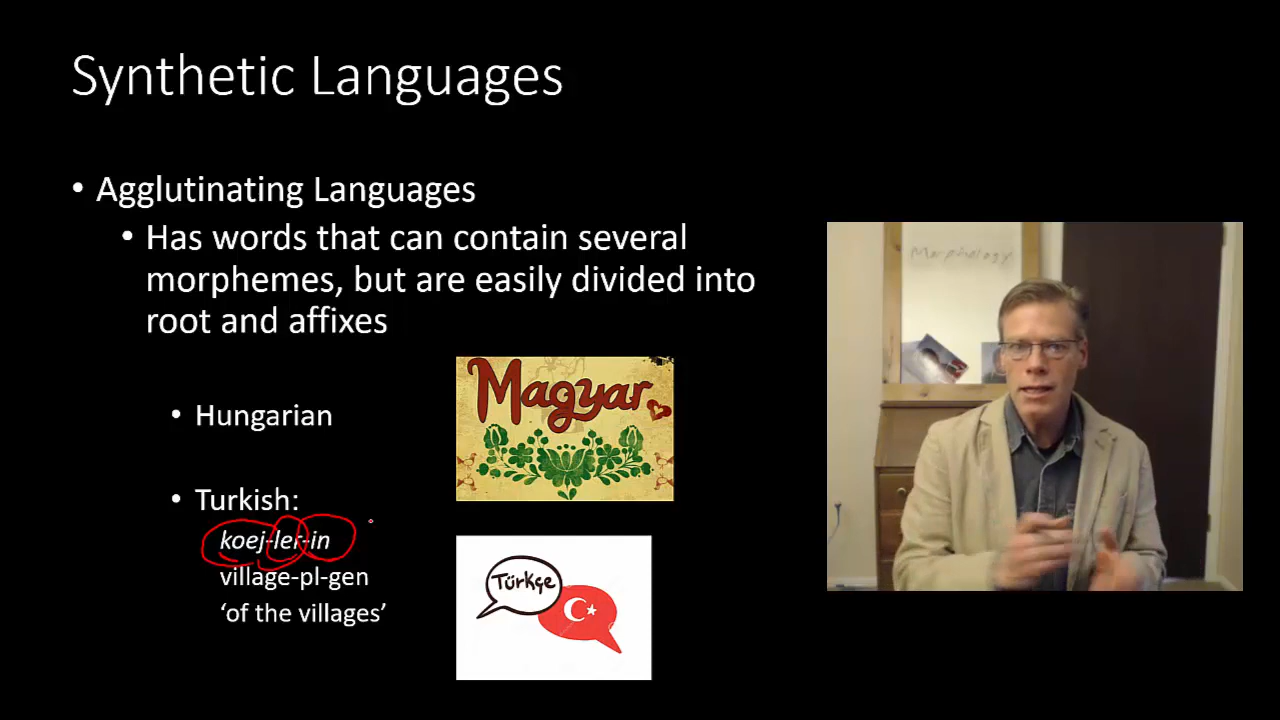 Synthetic Languages
• Agglutinating Languages
• Has words that can contain several
morphemes, but are easily divided into
root and affixes
• Hungarian
Magyar
• Turkish:
koej-ler-in
village-pl-gen
‘of the villages’
Türkçe
Morphology